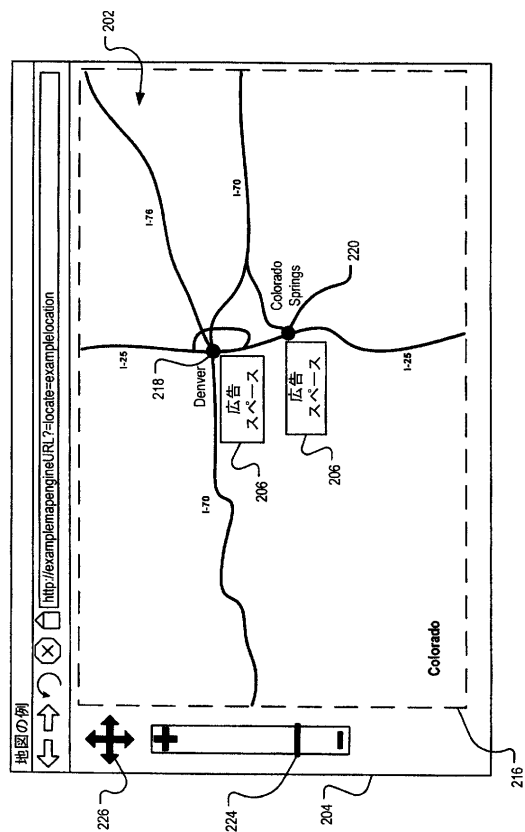 地図の例
http://examplemapengineURL?=locate=examplelocation
202
I-25
I-76
218
Denver
I-70
I-70
広告
スペース
206
Colorado
Springs
220
広告
スペース
206
I-25
Colorado
226
224
204
216